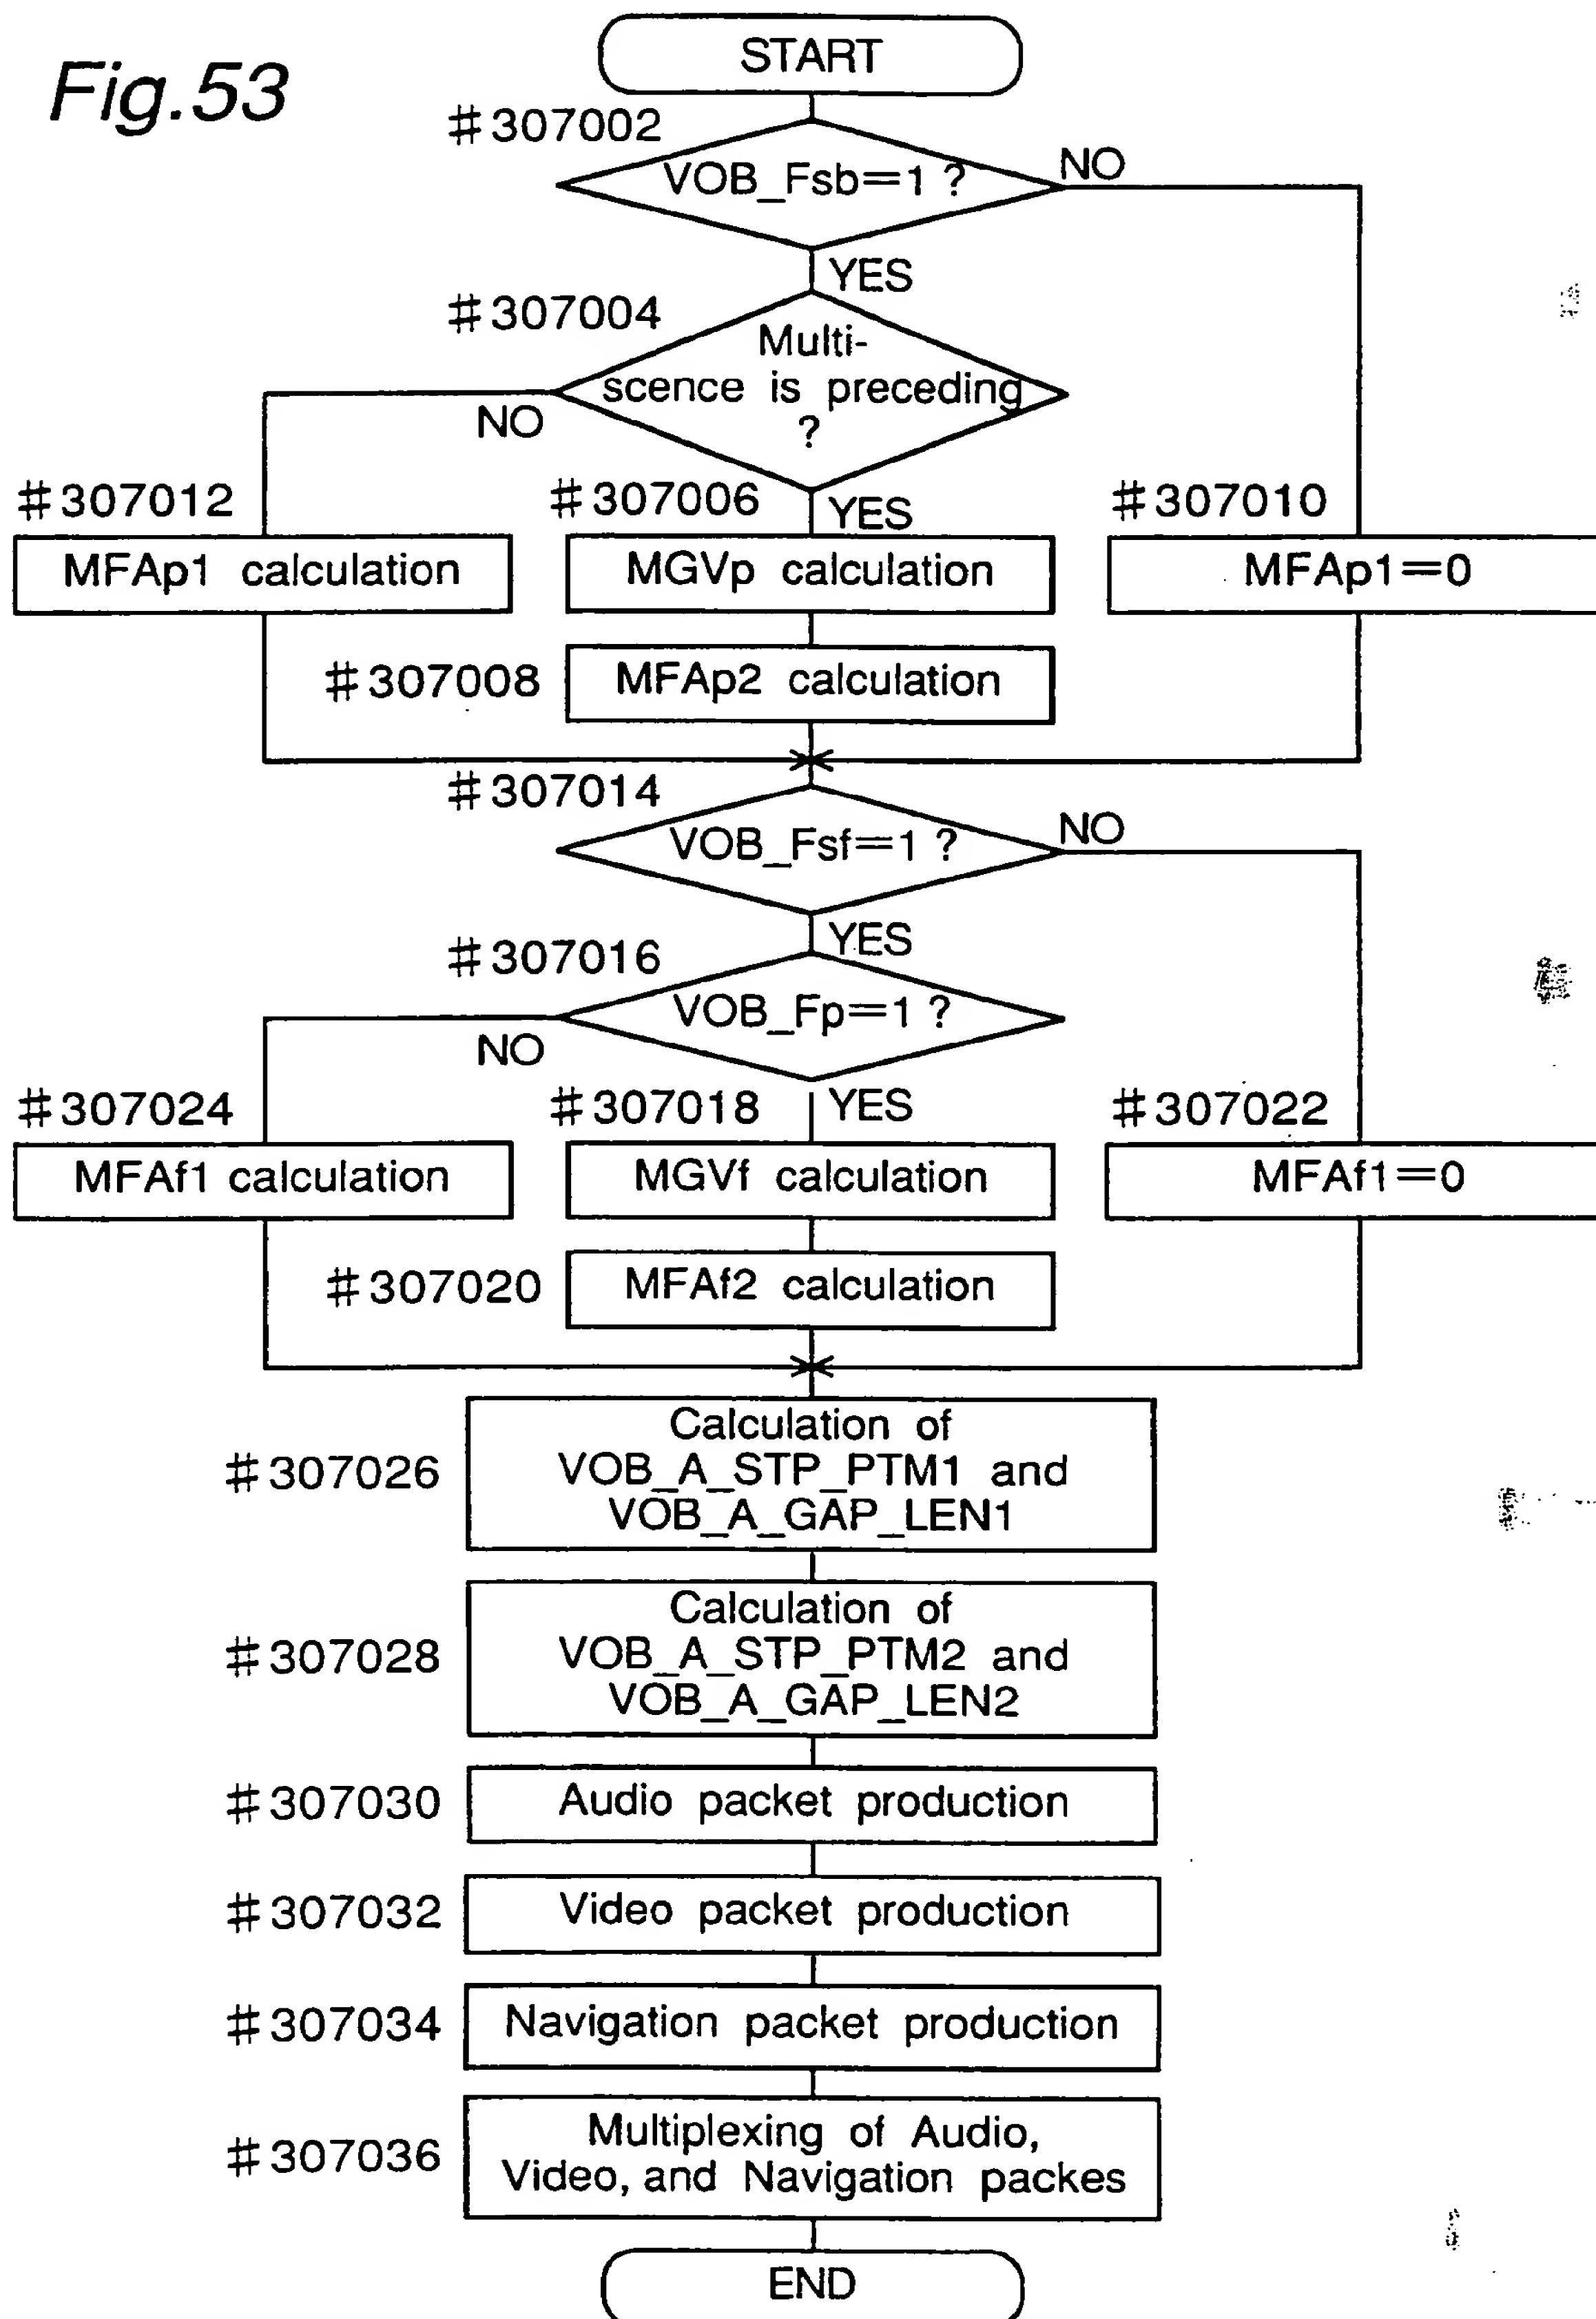 Fig.53
START
#307002
VOB_Fsb=1 ?
NO
YES
#307004
Multi-
scence is preceding
?
NO
YES
#307012
MFAp1 calculation
#307006
MGVp calculation
#307010
MFAp1=0
#307008
MFAp2 calculation
#307014
VOB_Fsf=1 ?
NO
YES
#307016
VOB_Fp=1 ?
NO
YES
#307024
MFAf1 calculation
#307018
MGVf calculation
#307022
MFAf1=0
#307020
MFAf2 calculation
#307026
Calculation of
VOB_A_STP_PTM1 and
VOB_A_GAP_LEN1
#307028
Calculation of
VOB_A_STP_PTM2 and
VOB_A_GAP_LEN2
#307030
Audio packet production
#307032
Video packet production
#307034
Navigation packet production
#307036
Multiplexing of Audio,
Video, and Navigation packes
END